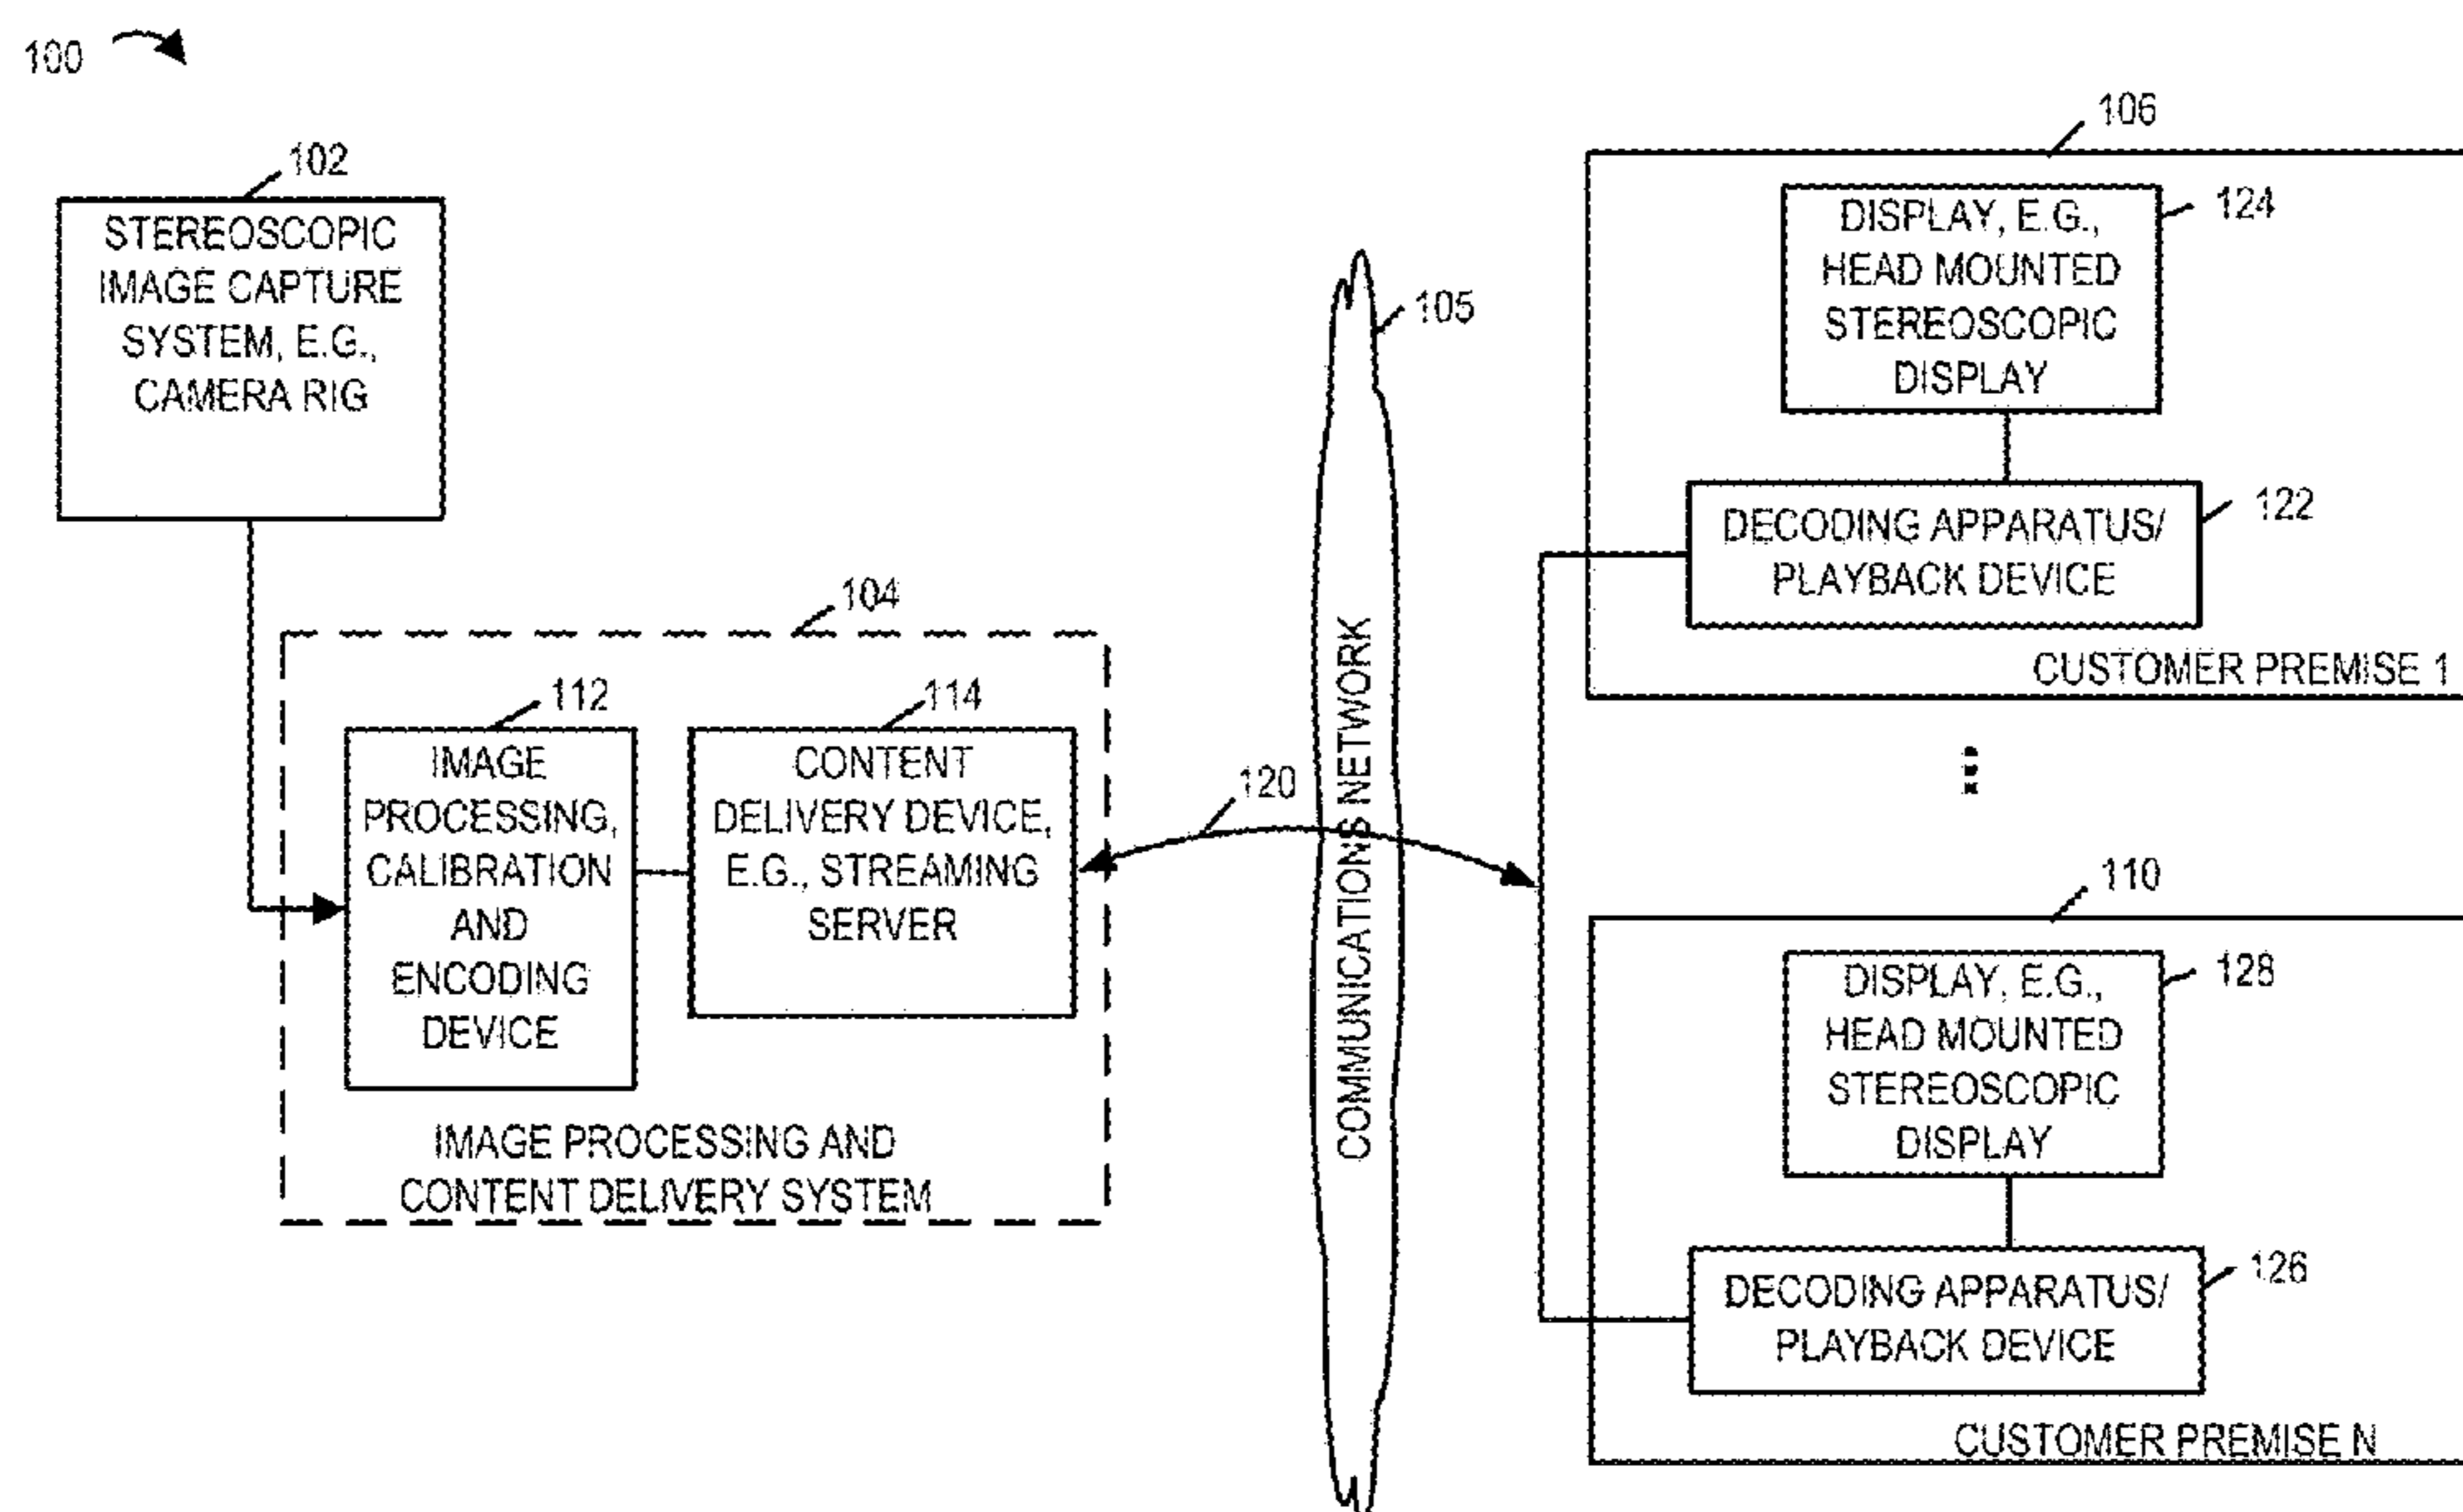 100
102
STEREOSCOPIC
IMAGE CAPTURE
SYSTEM, E.G.,
CAMERA RIG
104
112
IMAGE
PROCESSING,
CALIBRATION
AND
ENCODING
DEVICE
114
CONTENT
DELIVERY DEVICE,
E.G., STREAMING
SERVER
IMAGE PROCESSING AND
CONTENT DELIVERY SYSTEM
120
105
COMMUNICATIONS NETWORK
106
DISPLAY, E.G.,
HEAD MOUNTED
STEREOSCOPIC
DISPLAY
124
DECODING APPARATUS/
PLAYBACK DEVICE
122
CUSTOMER PREMISE 1
110
DISPLAY, E.G.,
HEAD MOUNTED
STEREOSCOPIC
DISPLAY
128
DECODING APPARATUS/
PLAYBACK DEVICE
126
CUSTOMER PREMISE N